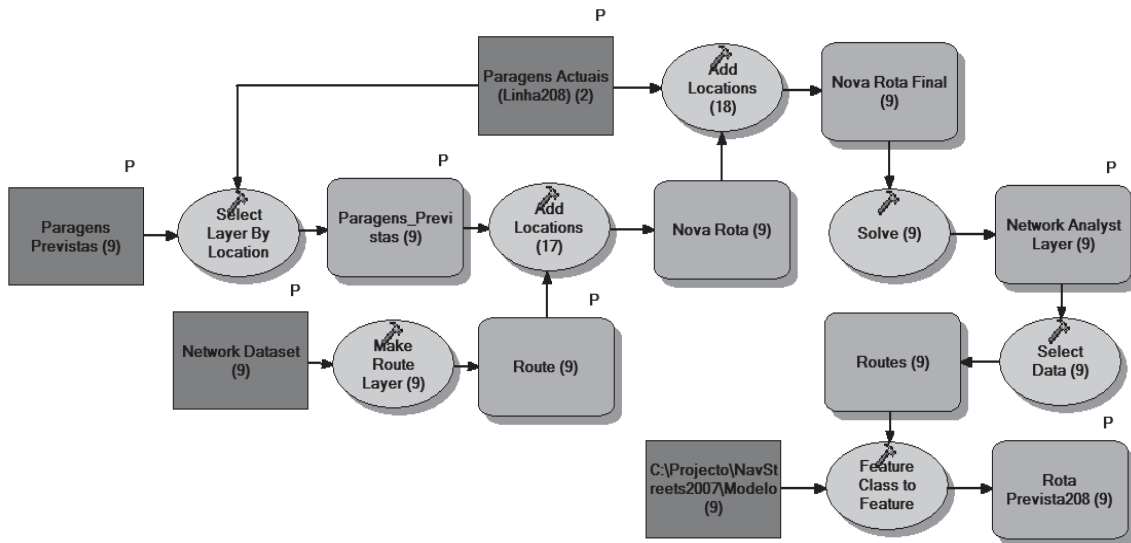 P
Paragens Actuais
(Linha208) (2)
Add
Locations
(18)
Nova Rota Final
(9)
P
Paragens
Previstas (9)
Select
Layer By
Location
P
Paragens_Previ
stas (9)
Add
Locations
(17)
Nova Rota (9)
Solve (9)
P
Network Analyst
Layer (9)
P
Network Dataset
(9)
Make
Route
Layer (9)
P
Route (9)
Routes (9)
Select
Data (9)
C:\Projecto\NavSt
reets2007\Modelo
(9)
Feature
Class to
Feature
P
Rota
Prevista208 (9)